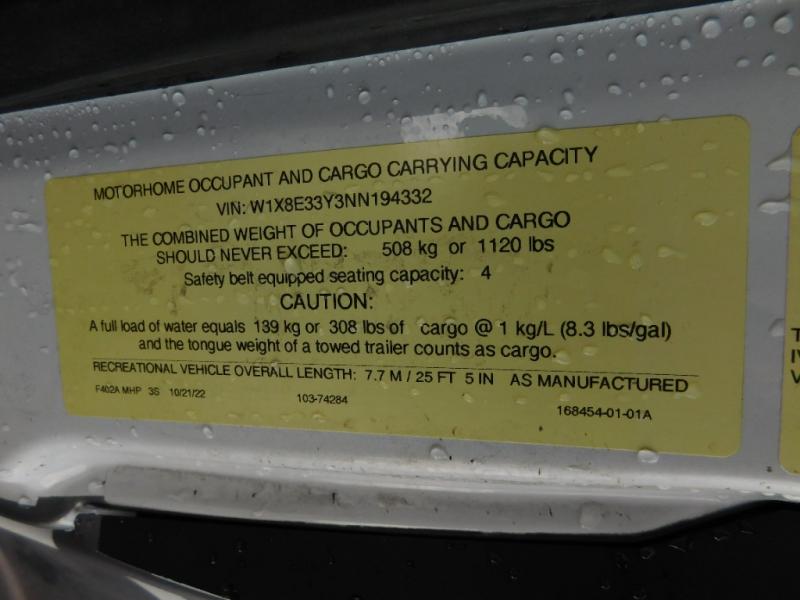 MOTORHOME OCCUPANT AND CARGO CARRYING CAPACITY
VIN: W1X8E33Y3NN194332
THE COMBINED WEIGHT OF OCCUPANTS AND CARGO
SHOULD NEVER EXCEED: 508 kg or 1120 lbs
Safety belt equipped seating capacity: 4
CAUTION:
A full load of water equals 139 kg or 308 lbs of cargo @ 1 kg/L (8.3 lbs/gal)
and the tongue weight of a towed trailer counts as cargo.
RECREATIONAL VEHICLE OVERALL LENGTH: 7.7 M / 25 FT 5 IN AS MANUFACTURED
F402A MHP 3S 10/21/22 103-74284 168454-01-01A